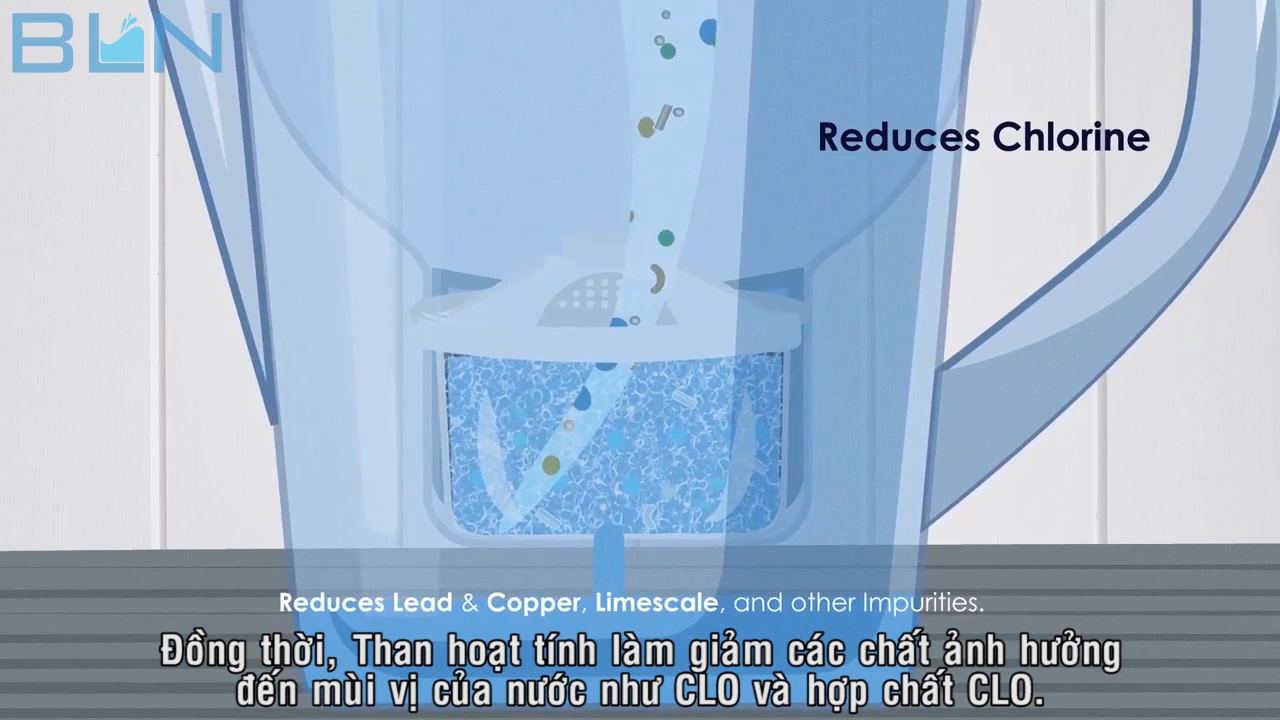 BLN
Reduces Chlorine
Reduces Lead & Copper, Limescale, and other Impurities.
Đồng thời, Than hoạt tính làm giảm các chất ảnh hưởng
đến mùi vị của nước như CLO và hợp chất CLO.